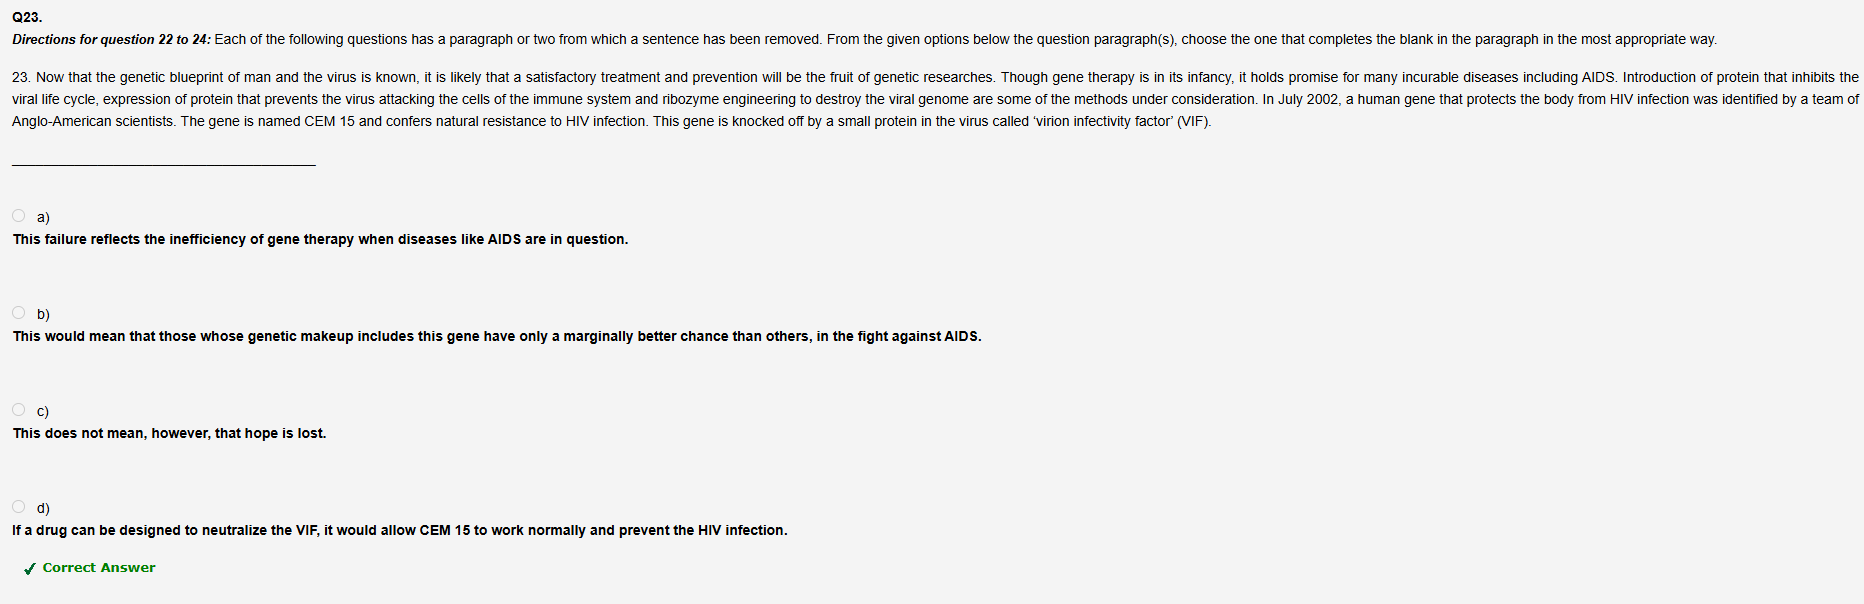 Q23.
Directions for question 22 to 24: Each of the following questions has a paragraph or two from which a sentence has been removed. From the given options below the question paragraph(s), choose the one that completes the blank in the paragraph in the most appropriate way.
23. Now that the genetic blueprint of man and the virus is known, it is likely that a satisfactory treatment and prevention will be the fruit of genetic researches. Though gene therapy is in its infancy, it holds promise for many incurable diseases including AIDS. Introduction of protein that inhibits the
viral life cycle, expression of protein that prevents the virus attacking the cells of the immune system and ribozyme engineering to destroy the viral genome are some of the methods under consideration. In July 2002, a human gene that protects the body from HIV infection was identified by a team of
Anglo-American scientists. The gene is named CEM 15 and confers natural resistance to HIV infection. This gene is knocked off by a small protein in the virus called ‘virion infectivity factor’ (VIF).
________________________________________
a)
This failure reflects the inefficiency of gene therapy when diseases like AIDS are in question.
b)
This would mean that those whose genetic makeup includes this gene have only a marginally better chance than others, in the fight against AIDS.
c)
This does not mean, however, that hope is lost.
d)
If a drug can be designed to neutralize the VIF, it would allow CEM 15 to work normally and prevent the HIV infection.
✓ Correct Answer